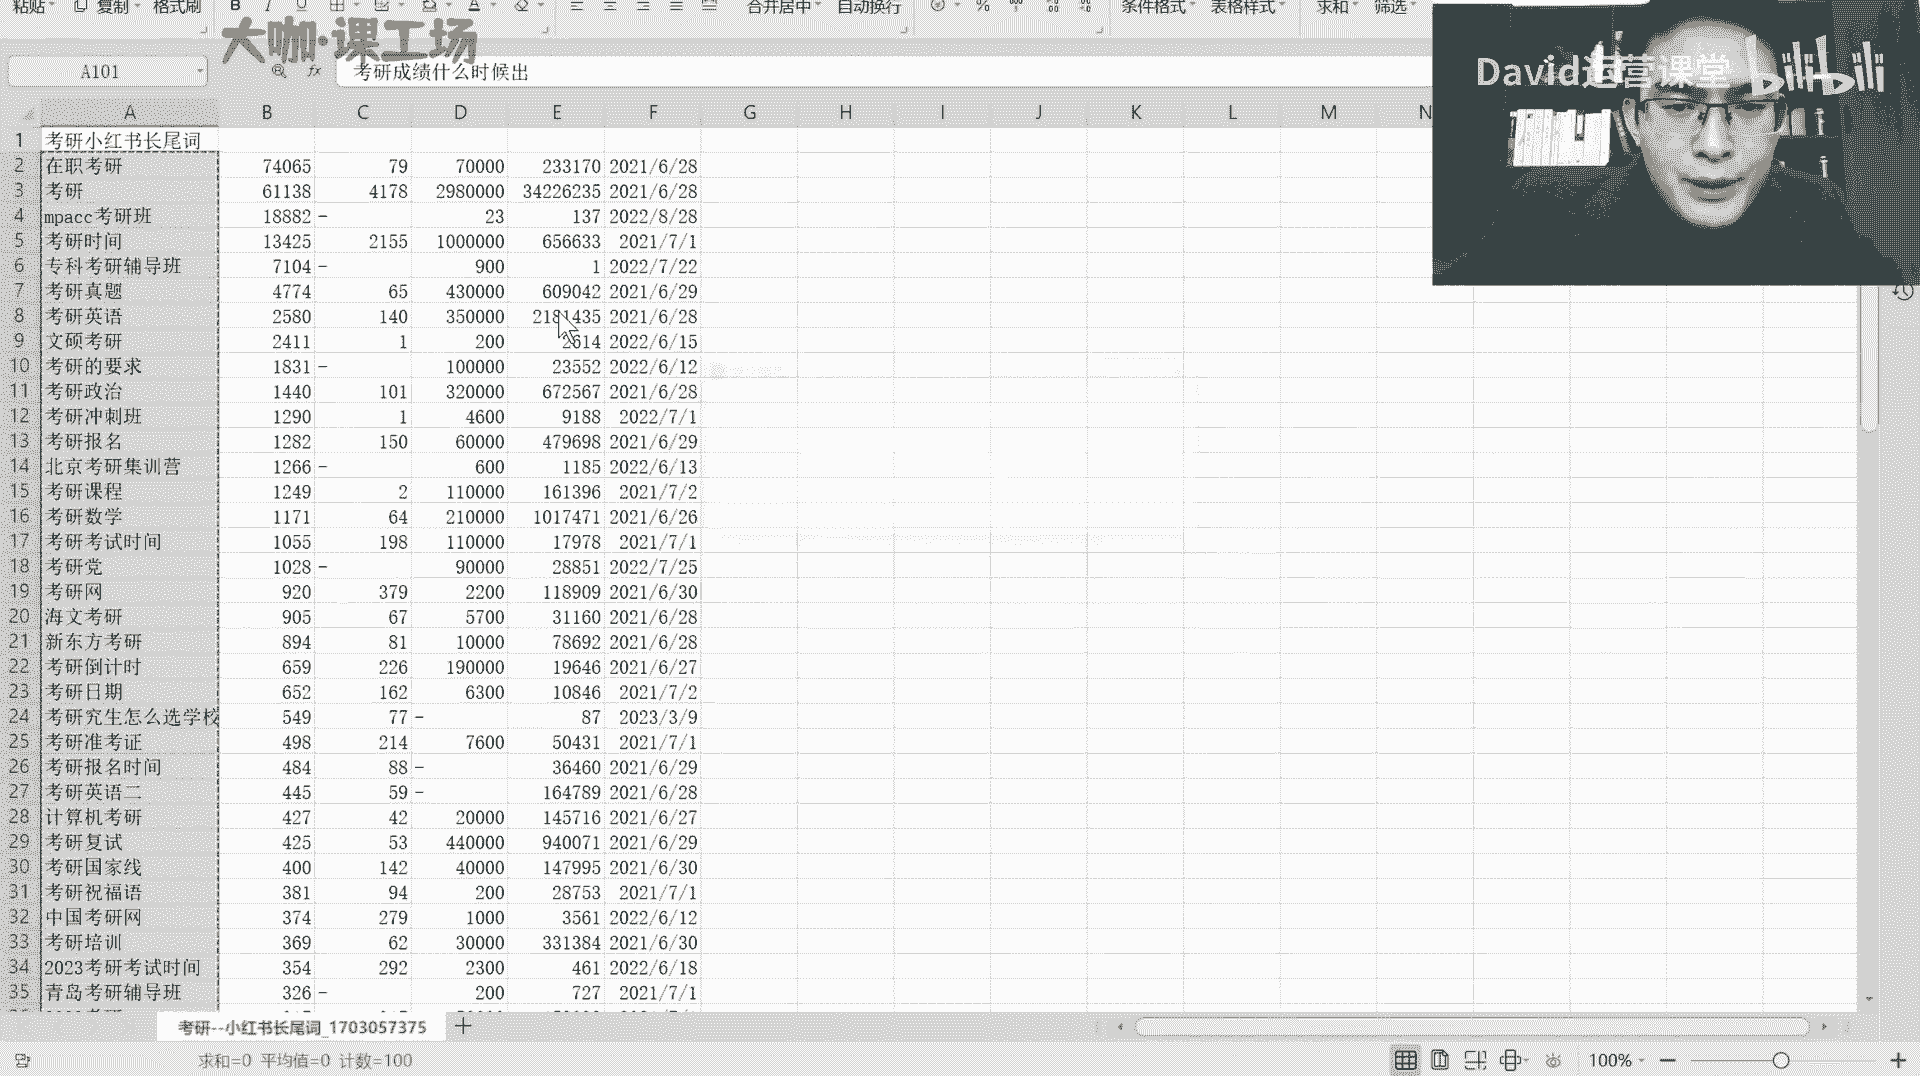 粘贴 复制 格式刷 B I U A 合并居中 自动换行 % 条件格式 表格样式 求和 筛选
大咖·课工场
David运营课堂 bilibili
A101 fx 考研成绩什么时候出
A B C D E F G H I J K L M N
1 考研小红书长尾词
2 在职考研 74065 79 70000 233170 2021/6/28
3 考研 61138 4178 2980000 34226235 2021/6/28
4 mpacc考研班 18882 - 23 137 2022/8/28
5 考研时间 13425 2155 1000000 656633 2021/7/1
6 专科考研辅导班 7104 - 900 1 2022/7/22
7 考研真题 4774 65 430000 609042 2021/6/29
8 考研英语 2580 140 350000 2181435 2021/6/28
9 文硕考研 2411 1 200 2614 2022/6/15
10 考研的要求 1831 - 100000 23552 2022/6/12
11 考研政治 1440 101 320000 672567 2021/6/28
12 考研冲刺班 1290 1 4600 9188 2022/7/1
13 考研报名 1282 150 60000 479698 2021/6/29
14 北京考研集训营 1266 - 600 1185 2022/6/13
15 考研课程 1249 2 110000 161396 2021/7/2
16 考研数学 1171 64 210000 1017471 2021/6/26
17 考研考试时间 1055 198 110000 17978 2021/7/1
18 考研党 1028 - 90000 28851 2022/7/25
19 考研网 920 379 2200 118909 2021/6/30
20 海文考研 905 67 5700 31160 2021/6/28
21 新东方考研 894 81 10000 78692 2021/6/28
22 考研倒计时 659 226 190000 19646 2021/6/27
23 考研日期 652 162 6300 10846 2021/7/2
24 考研究生怎么选学校 549 77 - 87 2023/3/9
25 考研准考证 498 214 7600 50431 2021/7/1
26 考研报名时间 484 88 - 36460 2021/6/29
27 考研英语二 445 59 - 164789 2021/6/28
28 计算机考研 427 42 20000 145716 2021/6/27
29 考研复试 425 53 440000 940071 2021/6/29
30 考研国家线 400 142 40000 147995 2021/6/30
31 考研祝福语 381 94 200 28753 2021/7/1
32 中国考研网 374 279 1000 3561 2022/6/12
33 考研培训 369 62 30000 331384 2021/6/30
34 2023考研考试时间 354 292 2300 461 2022/6/18
35 青岛考研辅导班 326 - 200 727 2021/7/1
考研--小红书长尾词_1703057375 +
求和=0 平均值=0 计数=100 100% - +